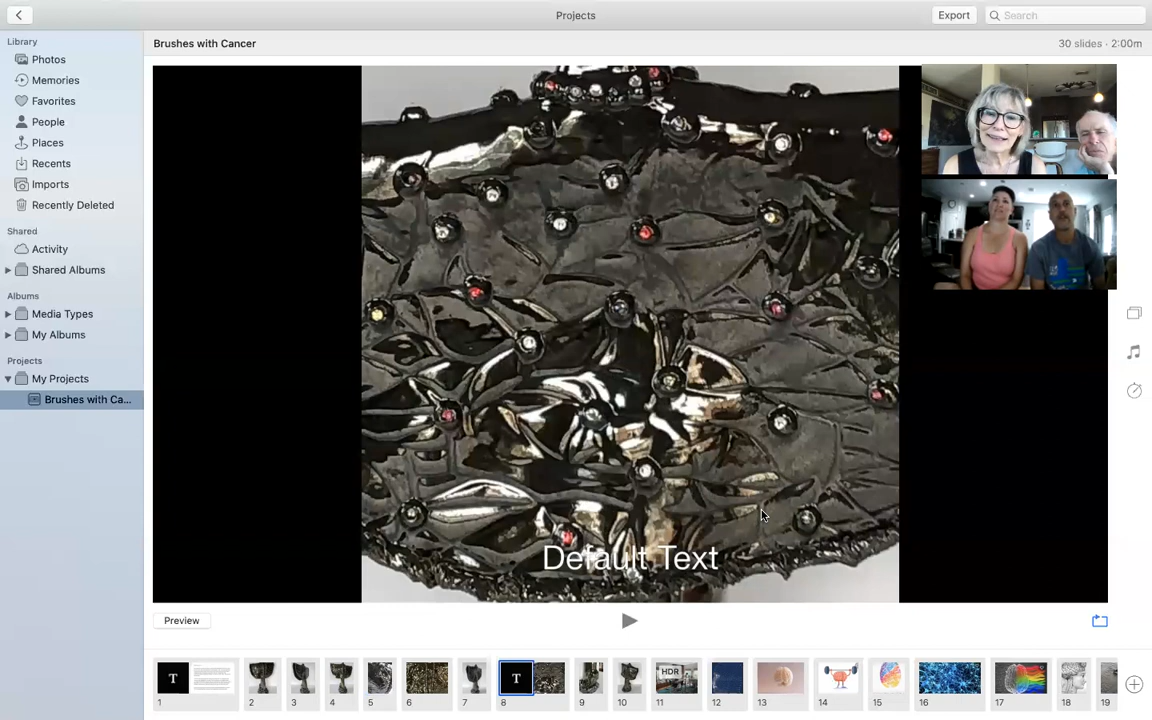 Projects
Export
Search
Library
Photos
Memories
Favorites
People
Places
Recents
Imports
Recently Deleted
Shared
Activity
Shared Albums
Albums
Media Types
My Albums
Projects
My Projects
Brushes with Ca...
Brushes with Cancer
30 slides · 2:00m
Default Text
Preview
T
T
HDR
1
2
3
4
5
6
7
8
9
10
11
12
13
14
15
16
17
18
19